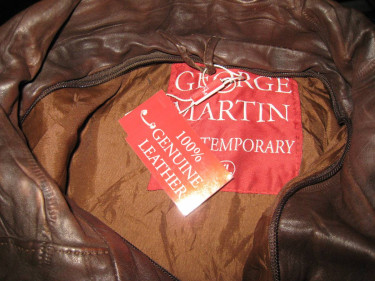 GEORGE
MARTIN
TEMPORARY
100%
GENUINE
LEATHER